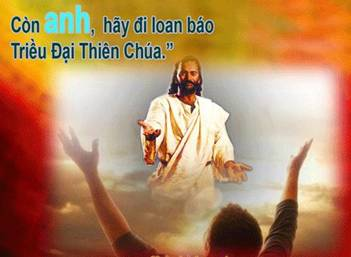 Còn anh, hãy đi loan báo
Triều Đại Thiên Chúa.”